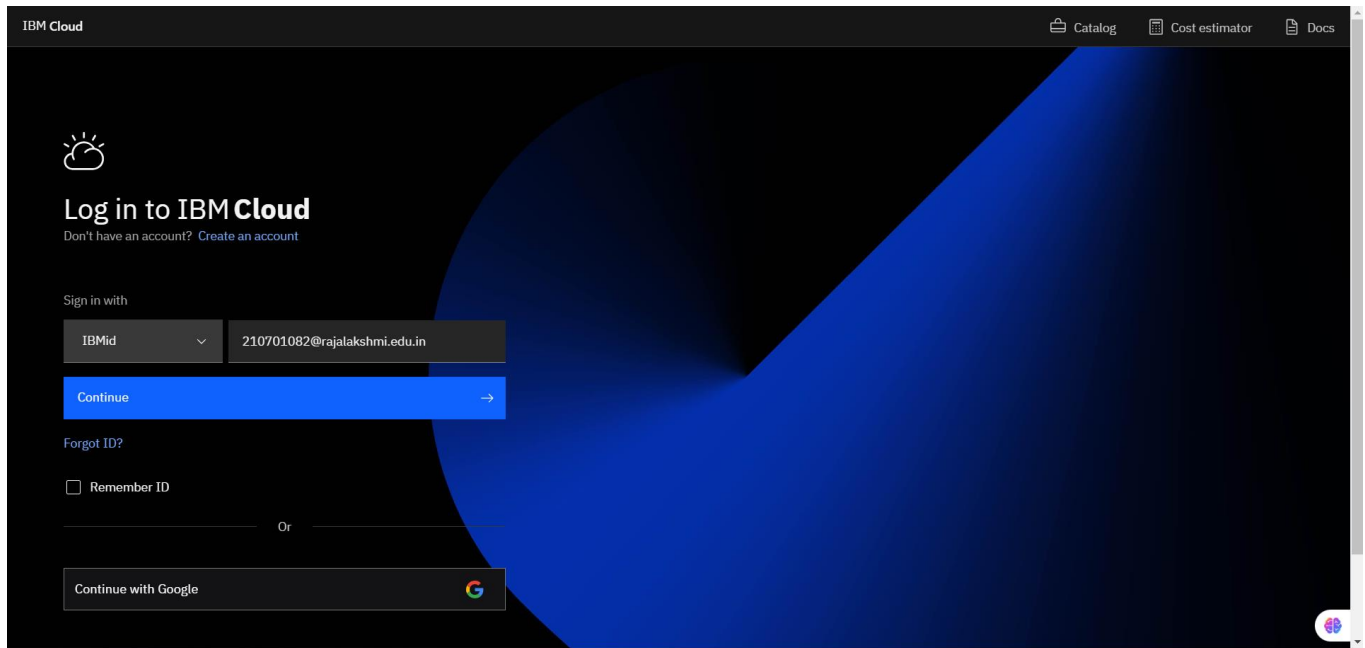 IBM Cloud
Catalog
Cost estimator
Docs
Log in to IBM Cloud
Don't have an account? Create an account
Sign in with
IBMid
210701082@rajalakshmi.edu.in
Continue
Forgot ID?
Remember ID
Or
Continue with Google